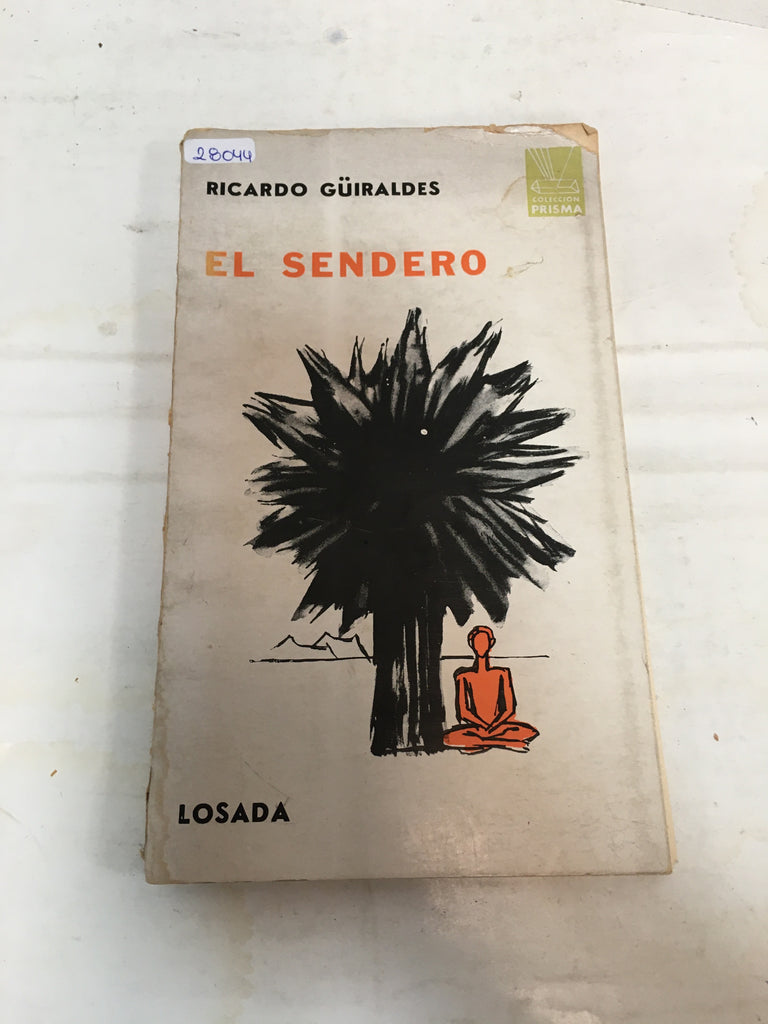 28044
RICARDO GÜIRALDES
COLECCIÓN
PRISMA
EL SENDERO
LOSADA